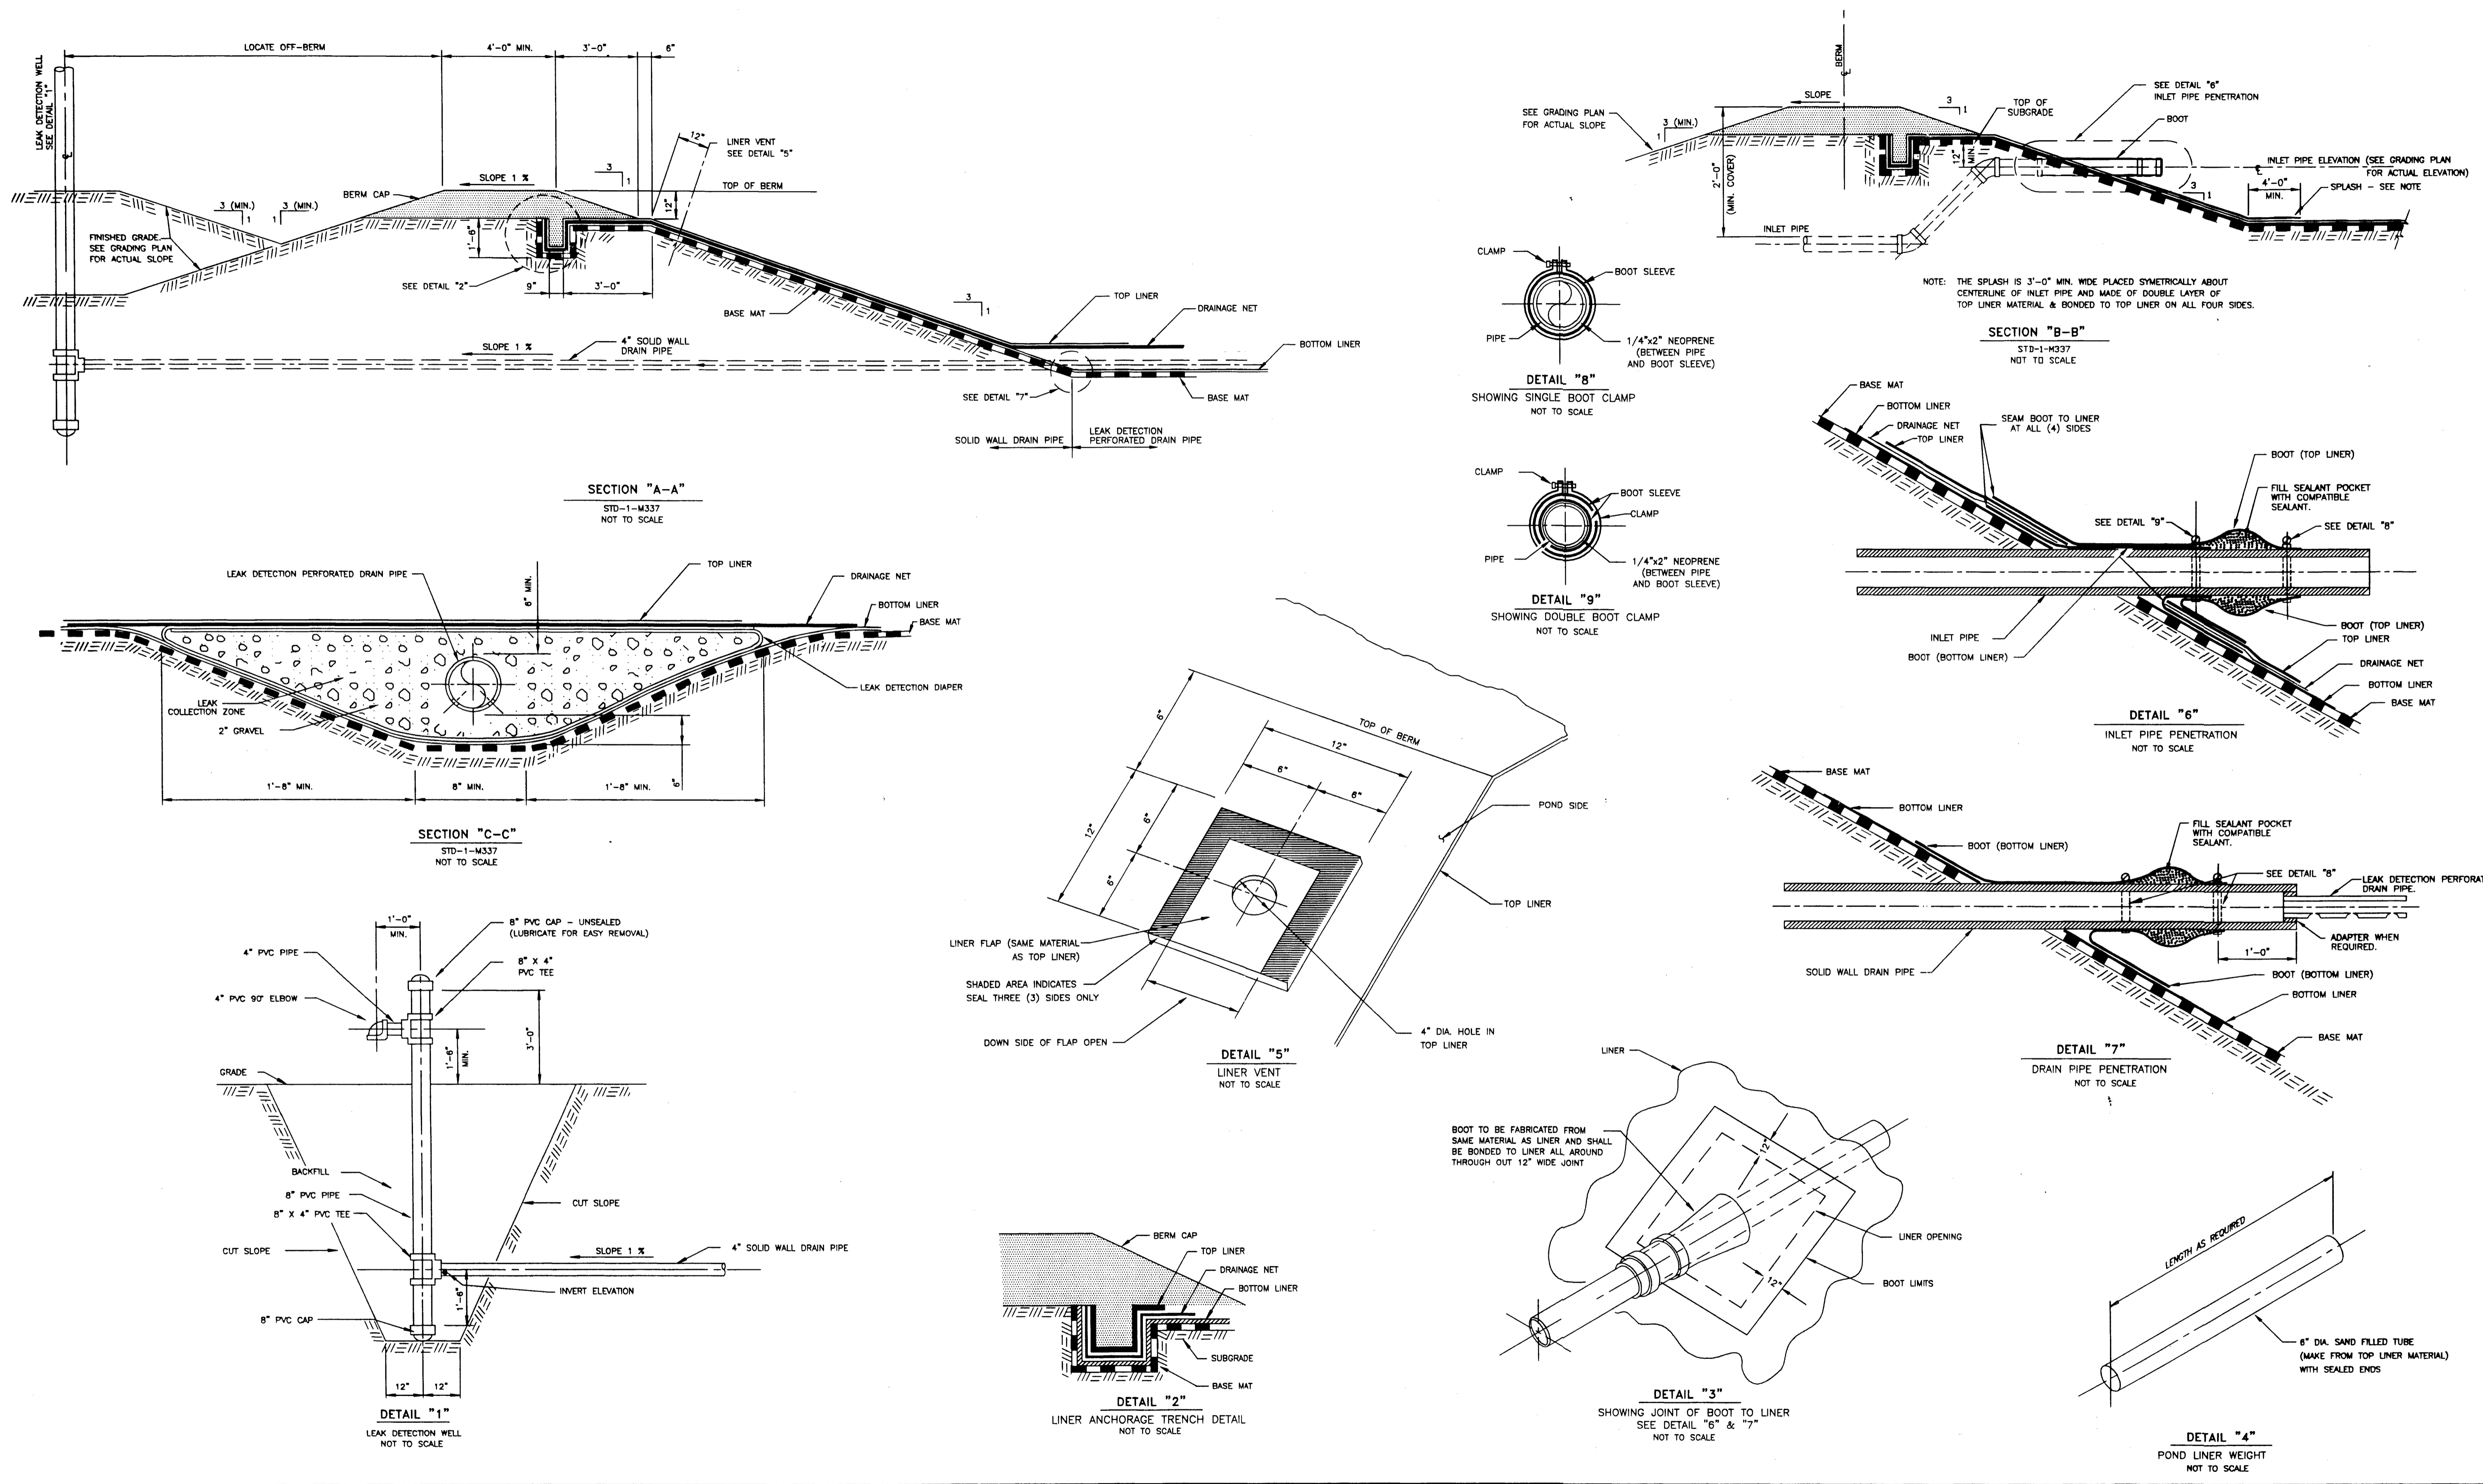 LOCATE OFF-BERM
4'-0" MIN.
3'-0"
6"
LEAK DETECTION WELL
SEE DETAIL "1"
12"
LINER VENT
SEE DETAIL "5"
3
1
TOP OF BERM
SLOPE 1 %
BERM CAP
12"
3 (MIN.)
1
3 (MIN.)
1
FINISHED GRADE
SEE GRADING PLAN
FOR ACTUAL SLOPE
1'-6"
SEE DETAIL "2"
9"
3'-0"
BASE MAT
3
1
TOP LINER
DRAINAGE NET
SLOPE 1 %
4" SOLID WALL
DRAIN PIPE
BOTTOM LINER
SEE DETAIL "7"
BASE MAT
SOLID WALL DRAIN PIPE
LEAK DETECTION
PERFORATED DRAIN PIPE
SECTION "A-A"
STD-1-M337
NOT TO SCALE
BERM
SLOPE
3
1
TOP OF
SUBGRADE
SEE DETAIL "6"
INLET PIPE PENETRATION
BOOT
SEE GRADING PLAN
FOR ACTUAL SLOPE
3 (MIN.)
1
2'-0"
(MIN. COVER)
12"
MIN.
INLET PIPE ELEVATION (SEE GRADING PLAN
FOR ACTUAL ELEVATION)
4'-0"
MIN.
SPLASH - SEE NOTE
3
1
INLET PIPE
NOTE: THE SPLASH IS 3'-0" MIN. WIDE PLACED SYMETRICALLY ABOUT
CENTERLINE OF INLET PIPE AND MADE OF DOUBLE LAYER OF
TOP LINER MATERIAL & BONDED TO TOP LINER ON ALL FOUR SIDES.
SECTION "B-B"
STD-1-M337
NOT TO SCALE
CLAMP
BOOT SLEEVE
PIPE
1/4"x2" NEOPRENE
(BETWEEN PIPE
AND BOOT SLEEVE)
DETAIL "8"
SHOWING SINGLE BOOT CLAMP
NOT TO SCALE
CLAMP
BOOT SLEEVE
CLAMP
PIPE
1/4"x2" NEOPRENE
(BETWEEN PIPE
AND BOOT SLEEVE)
DETAIL "9"
SHOWING DOUBLE BOOT CLAMP
NOT TO SCALE
BASE MAT
BOTTOM LINER
DRAINAGE NET
TOP LINER
SEAM BOOT TO LINER
AT ALL (4) SIDES
BOOT (TOP LINER)
FILL SEALANT POCKET
WITH COMPATIBLE
SEALANT.
SEE DETAIL "9"
SEE DETAIL "8"
INLET PIPE
BOOT (BOTTOM LINER)
BOOT (TOP LINER)
TOP LINER
DRAINAGE NET
BOTTOM LINER
BASE MAT
DETAIL "6"
INLET PIPE PENETRATION
NOT TO SCALE
LEAK DETECTION PERFORATED DRAIN PIPE
6" MIN.
TOP LINER
DRAINAGE NET
BOTTOM LINER
BASE MAT
LEAK DETECTION DIAPER
LEAK
COLLECTION ZONE
2" GRAVEL
1'-8" MIN.
8" MIN.
1'-8" MIN.
6"
SECTION "C-C"
STD-1-M337
NOT TO SCALE
6"
TOP OF BERM
12"
6"
6"
12"
6"
6"
POND SIDE
TOP LINER
LINER FLAP (SAME MATERIAL
AS TOP LINER)
SHADED AREA INDICATES
SEAL THREE (3) SIDES ONLY
DOWN SIDE OF FLAP OPEN
4" DIA. HOLE IN
TOP LINER
DETAIL "5"
LINER VENT
NOT TO SCALE
BASE MAT
BOTTOM LINER
BOOT (BOTTOM LINER)
FILL SEALANT POCKET
WITH COMPATIBLE
SEALANT.
SEE DETAIL "8"
LEAK DETECTION PERFORAT
DRAIN PIPE.
ADAPTER WHEN
REQUIRED.
1'-0"
SOLID WALL DRAIN PIPE
BOOT (BOTTOM LINER)
BOTTOM LINER
BASE MAT
DETAIL "7"
DRAIN PIPE PENETRATION
NOT TO SCALE
1'-0"
MIN.
8" PVC CAP - UNSEALED
(LUBRICATE FOR EASY REMOVAL)
4" PVC PIPE
8" X 4"
PVC TEE
4" PVC 90° ELBOW
3'-0"
1'-6"
MIN.
GRADE
BACKFILL
8" PVC PIPE
8" X 4" PVC TEE
CUT SLOPE
CUT SLOPE
SLOPE 1 %
4" SOLID WALL DRAIN PIPE
INVERT ELEVATION
1'-6"
8" PVC CAP
12"
12"
DETAIL "1"
LEAK DETECTION WELL
NOT TO SCALE
BERM CAP
TOP LINER
DRAINAGE NET
BOTTOM LINER
SUBGRADE
BASE MAT
DETAIL "2"
LINER ANCHORAGE TRENCH DETAIL
NOT TO SCALE
LINER
BOOT TO BE FABRICATED FROM
SAME MATERIAL AS LINER AND SHALL
BE BONDED TO LINER ALL AROUND
THROUGH OUT 12" WIDE JOINT
12"
LINER OPENING
12"
BOOT LIMITS
DETAIL "3"
SHOWING JOINT OF BOOT TO LINER
SEE DETAIL "6" & "7"
NOT TO SCALE
LENGTH AS REQUIRED
6" DIA. SAND FILLED TUBE
(MAKE FROM TOP LINER MATERIAL)
WITH SEALED ENDS
DETAIL "4"
POND LINER WEIGHT
NOT TO SCALE